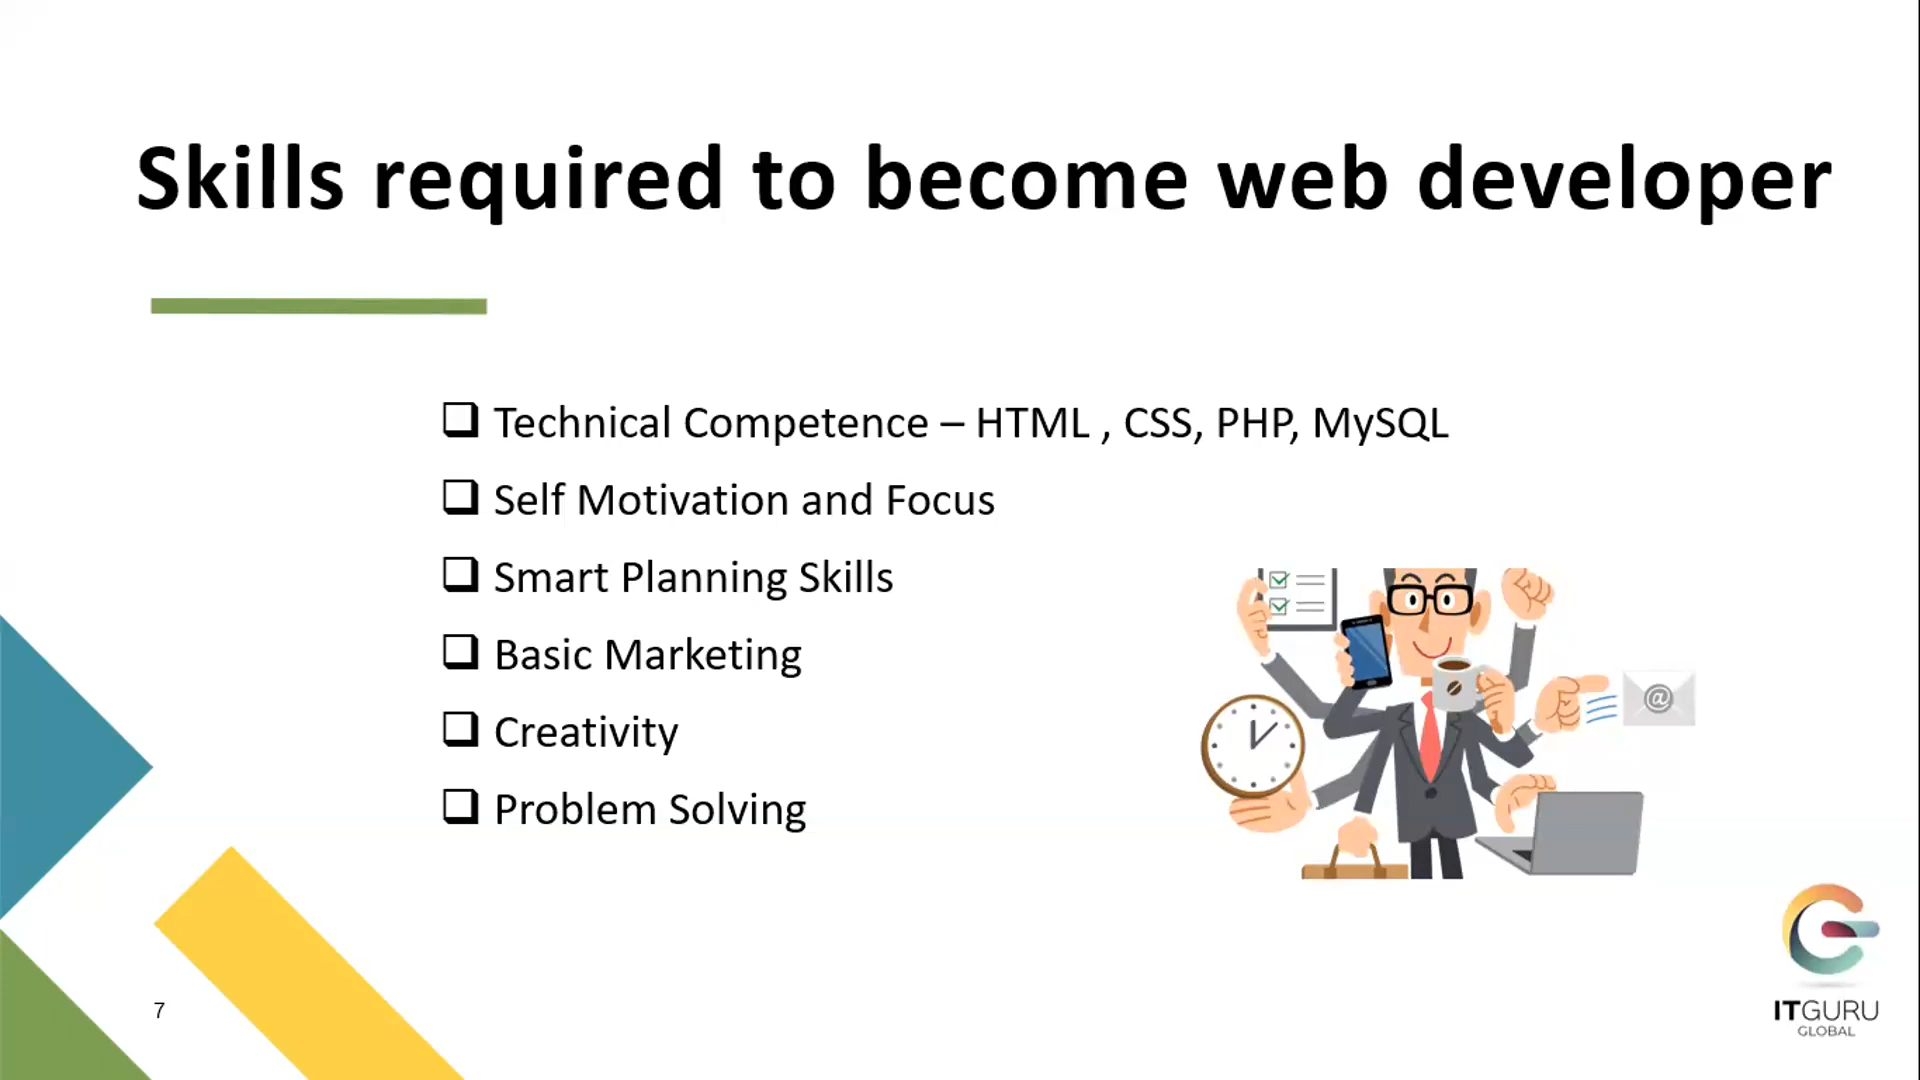 Skills required to become web developer
Technical Competence – HTML , CSS, PHP, MySQL
Self Motivation and Focus
Smart Planning Skills
Basic Marketing
Creativity
Problem Solving
@
7
ITGURU
GLOBAL